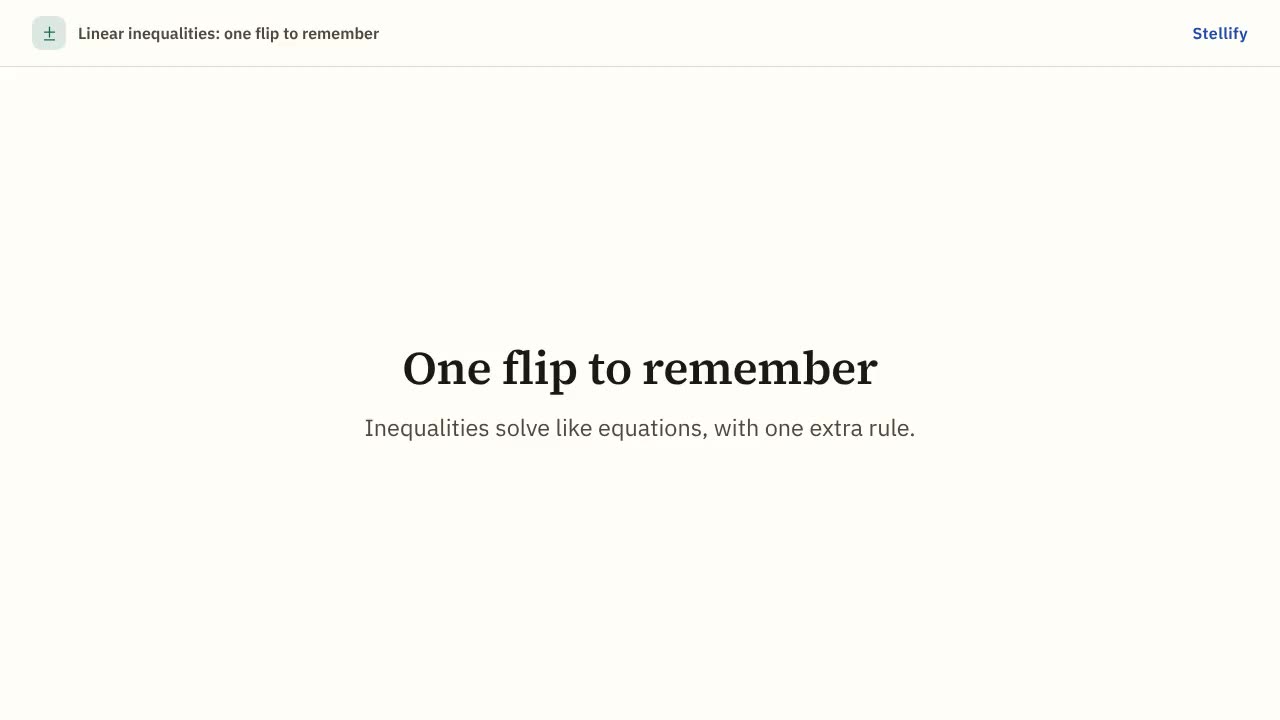 ± Linear inequalities: one flip to remember
Stellify
One flip to remember
Inequalities solve like equations, with one extra rule.